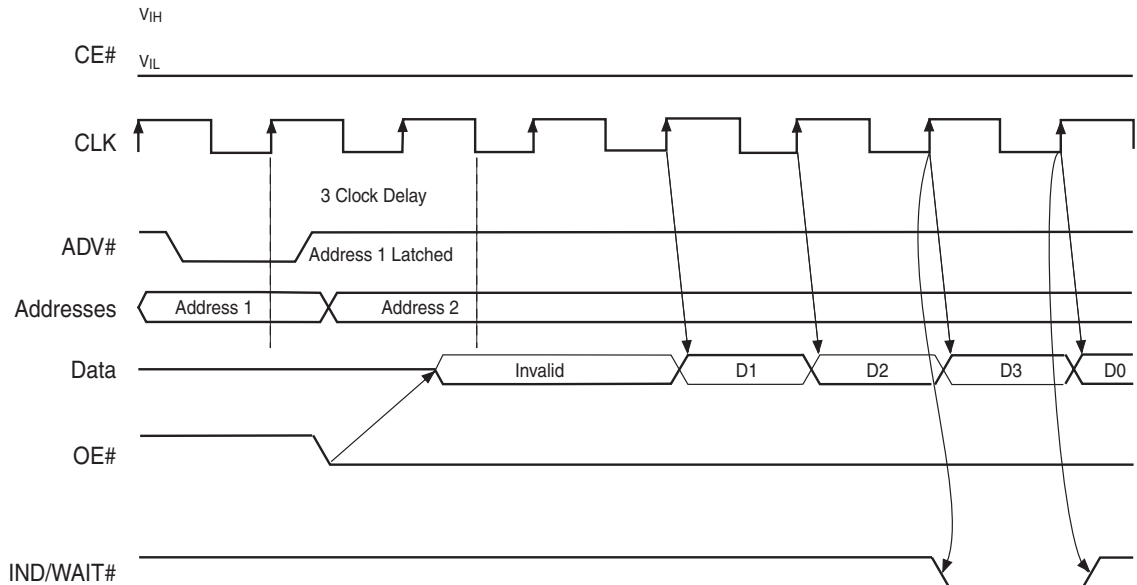 VIH
CE#
VIL
CLK
3 Clock Delay
ADV#
Address 1 Latched
Addresses
Address 1
Address 2
Data
Invalid
D1
D2
D3
D0
OE#
IND/WAIT#